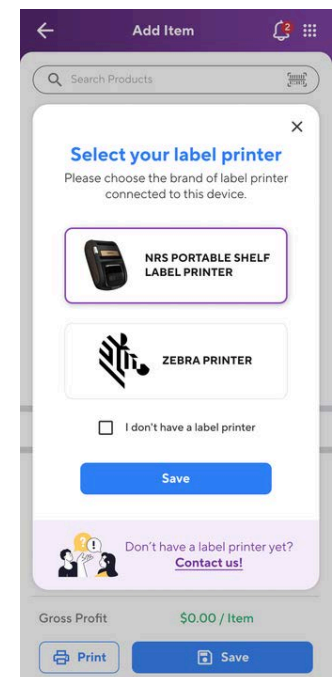 Add Item
2
Search Products
Select your label printer
Please choose the brand of label printer
connected to this device.
NRS PORTABLE SHELF
LABEL PRINTER
ZEBRA PRINTER
I don't have a label printer
Save
Don't have a label printer yet?
Contact us!
Gross Profit $0.00 / Item
Print Save